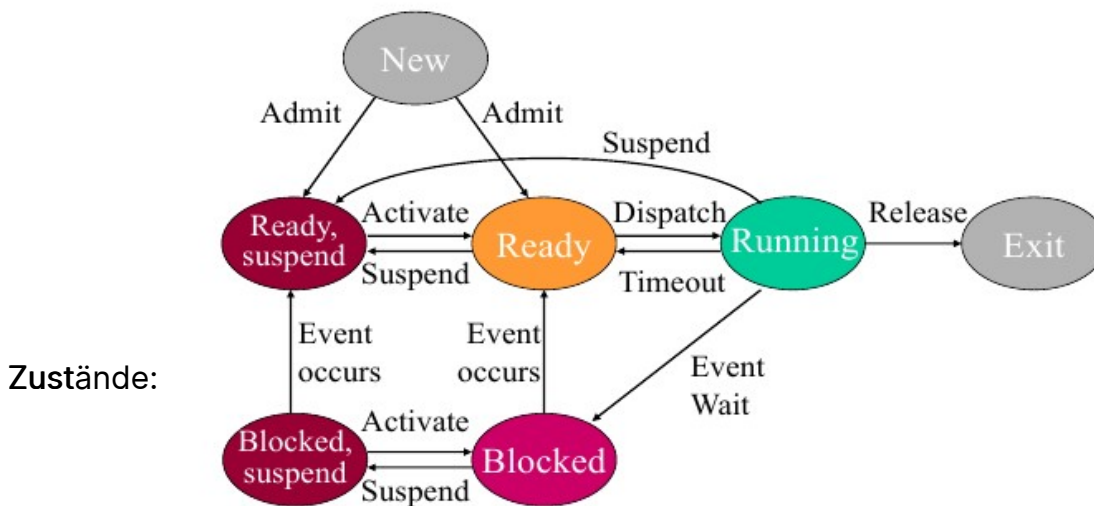 New
Admit
Admit
Suspend
Ready,
suspend
Activate
Suspend
Ready
Dispatch
Timeout
Running
Release
Exit
Event
occurs
Event
occurs
Event
Wait
Zustände:
Blocked,
suspend
Activate
Suspend
Blocked